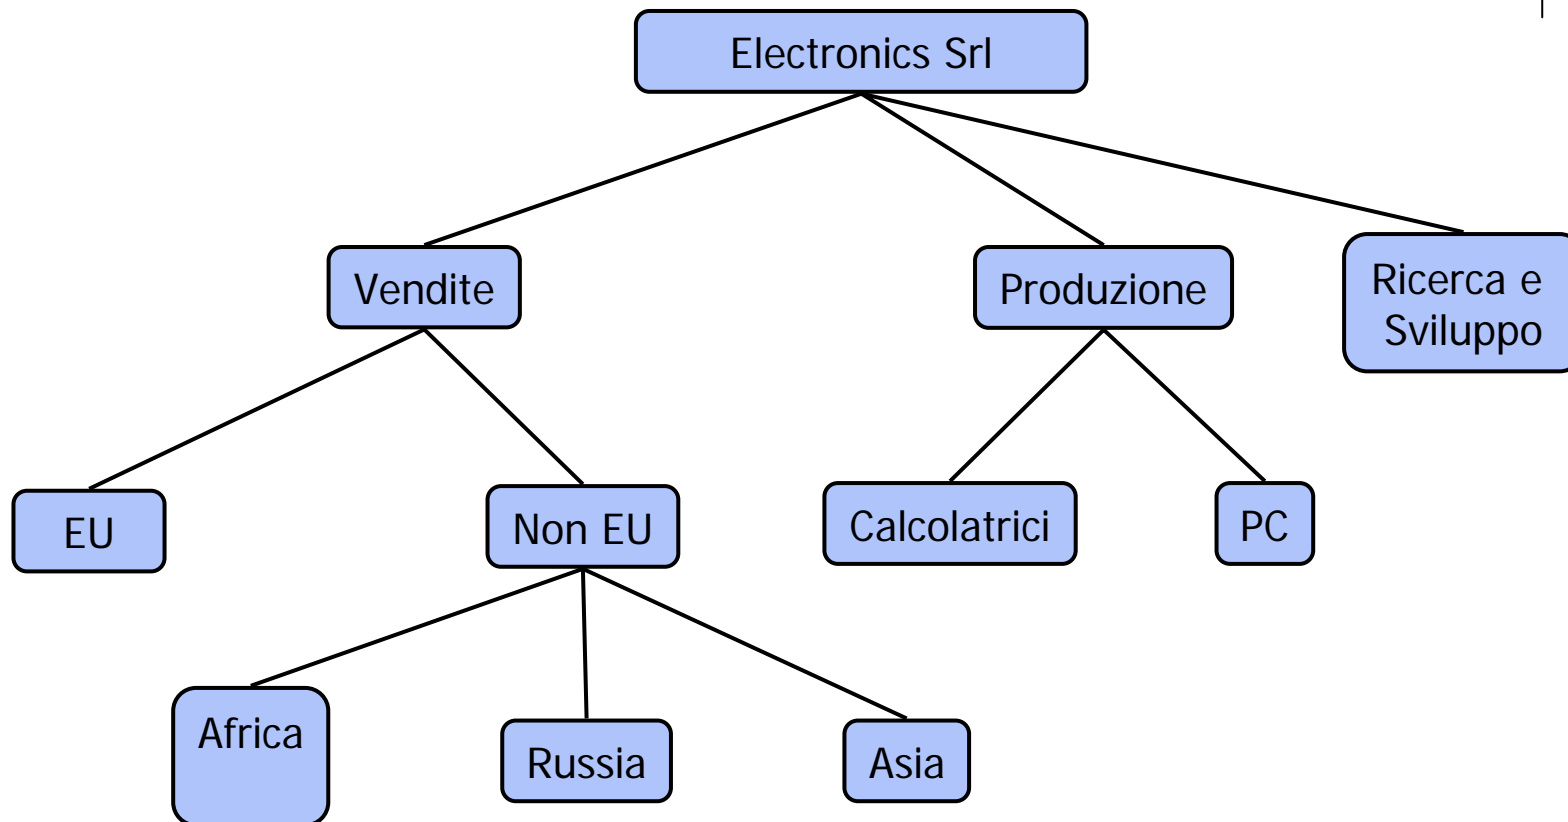 Electronics Srl
Vendite
Produzione
Ricerca e
Sviluppo
EU
Non EU
Calcolatrici
PC
Africa
Russia
Asia